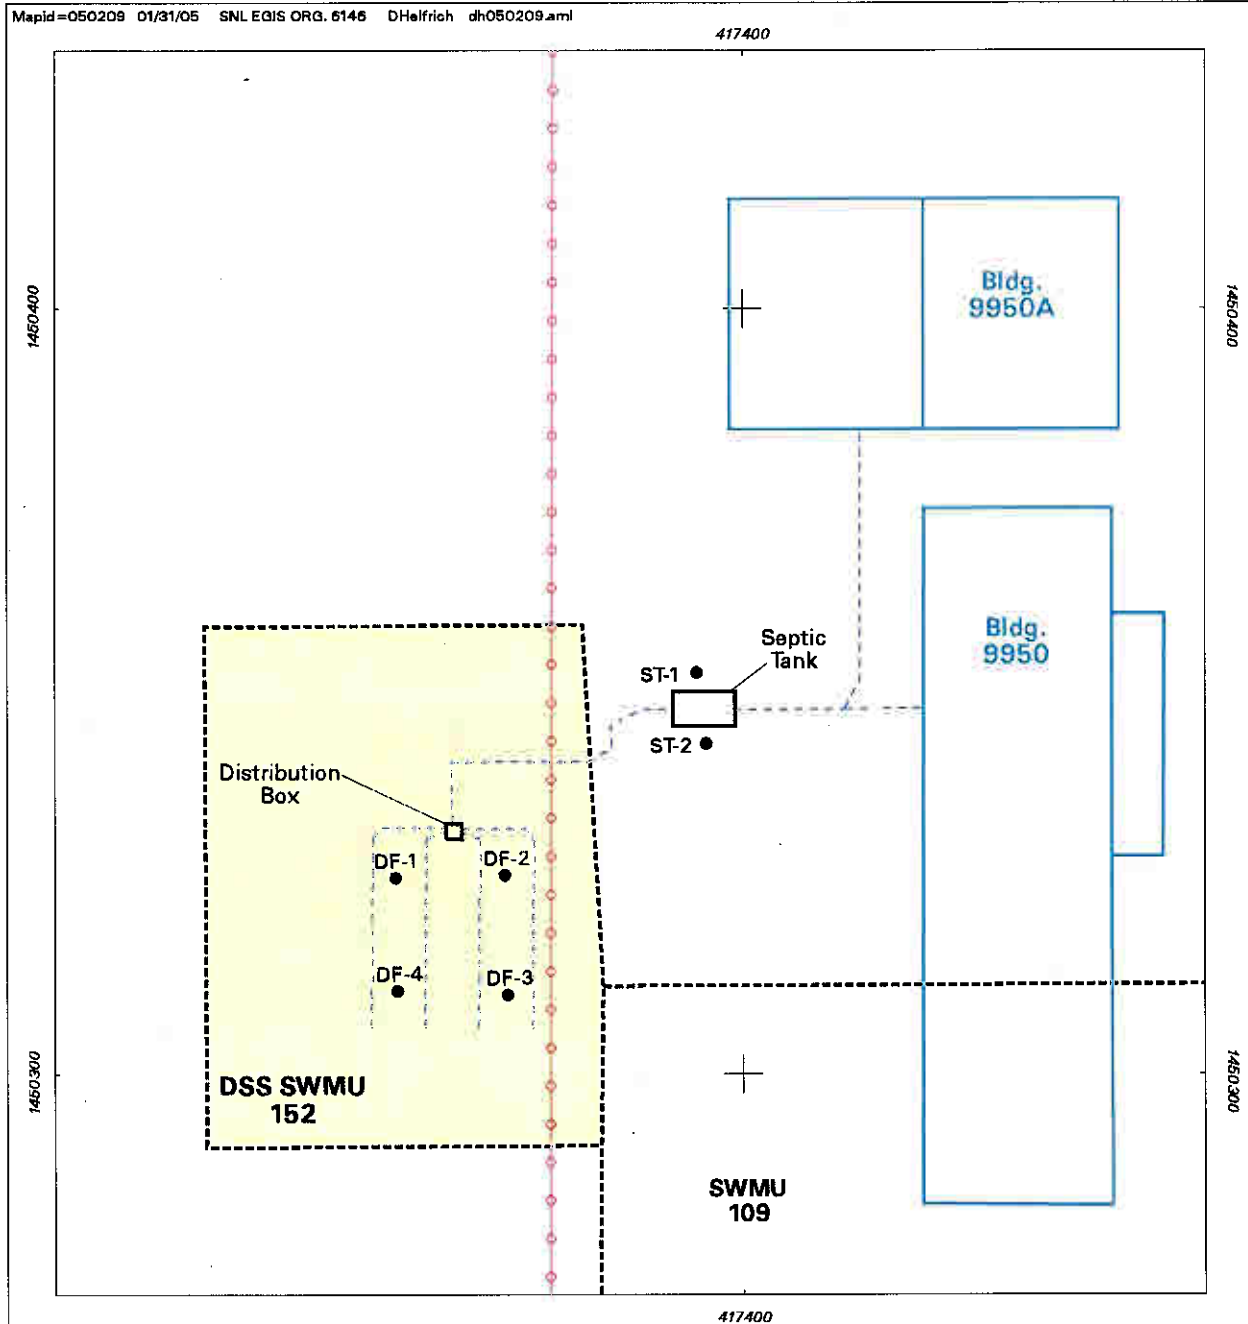 Mapid=050209 01/31/05 SNL EGIS ORG. 6146 DHelfrich dh050209.aml
417400
1450400
1450400
Bldg.
9950A
Bldg.
9950
Septic
Tank
ST-1
ST-2
Distribution
Box
DF-1
DF-2
DF-4
DF-3
1450300
1450300
DSS SWMU
152
SWMU
109
417400